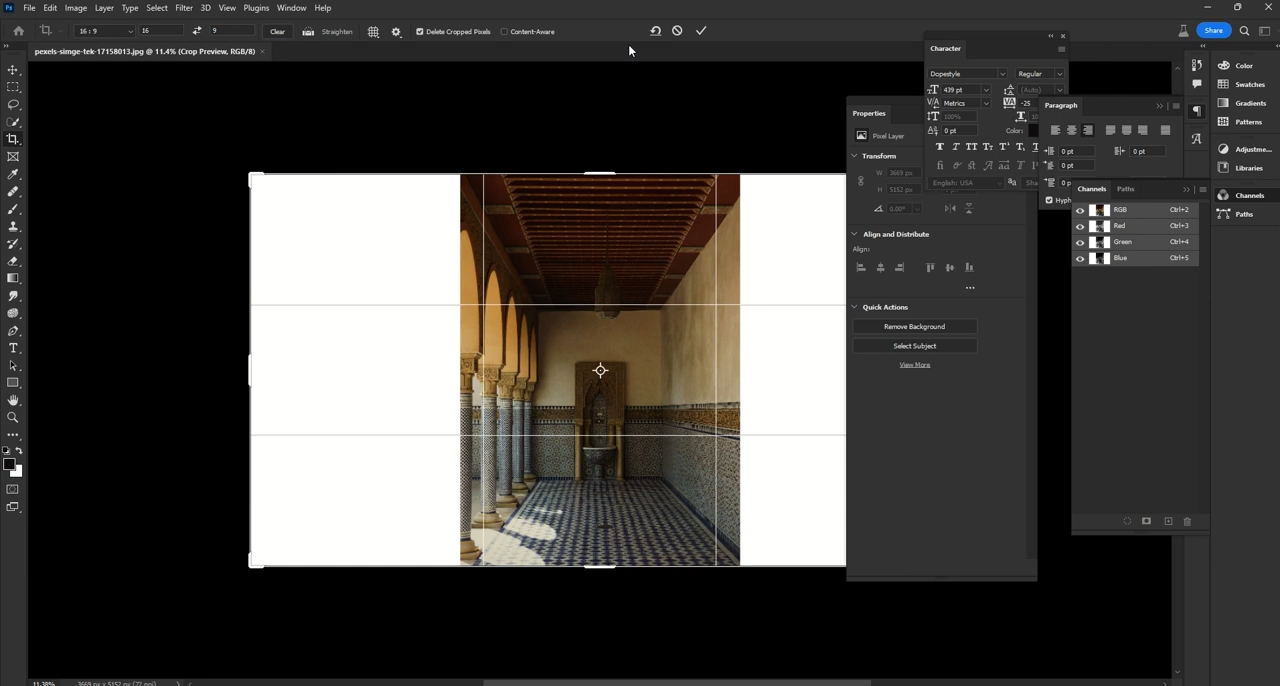 Ps File Edit Image Layer Type Select Filter 3D View Plugins Window Help
16 : 9 16 9 Clear Straighten Delete Cropped Pixels Content-Aware Share
pexels-simge-tek-17158013.jpg @ 11.4% (Crop Preview, RGB/8) ×
Character
Dopestyle Regular
439 pt (Auto)
Metrics -25
100% 10
0 pt Color:
English: USA
Properties
Pixel Layer
Transform
W 3669 px
H 5152 px
0.00°
Align and Distribute
Align:
Quick Actions
Remove Background
Select Subject
View More
Paragraph
0 pt 0 pt
0 pt
0 p
Hyph
Channels Paths
RGB Ctrl+2
Red Ctrl+3
Green Ctrl+4
Blue Ctrl+5
Color
Swatches
Gradients
Patterns
Adjustme...
Libraries
Channels
Paths
11.38% 3669 px x 5152 px (72 ppi)